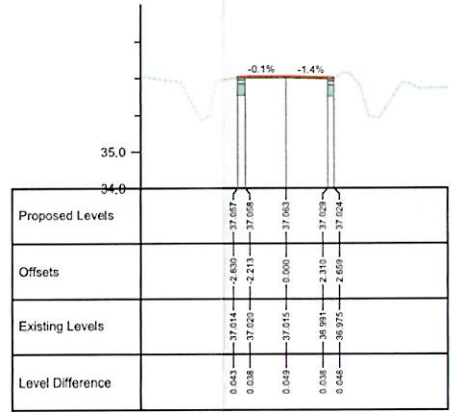 -0.1% -1.4%
35.0
34.0
Proposed Levels 37.057 37.058 37.063 37.029 37.024
Offsets -2.630 -2.213 0.000 2.310 2.659
Existing Levels 37.014 37.020 37.015 36.991 36.975
Level Difference 0.043 0.038 0.049 0.038 0.048